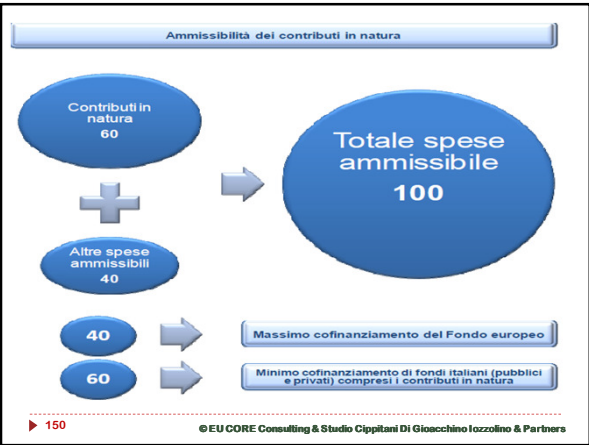 Ammissibilità dei contributi in natura
Contributi in
natura
60
Totale spese
ammissibile
100
Altre spese
ammissibili
40
40
Massimo cofinanziamento del Fondo europeo
60
Minimo cofinanziamento di fondi italiani (pubblici
e privati) compresi i contributi in natura
150
© EU CORE Consulting & Studio Cippitani Di Gioacchino Iozzolino & Partners